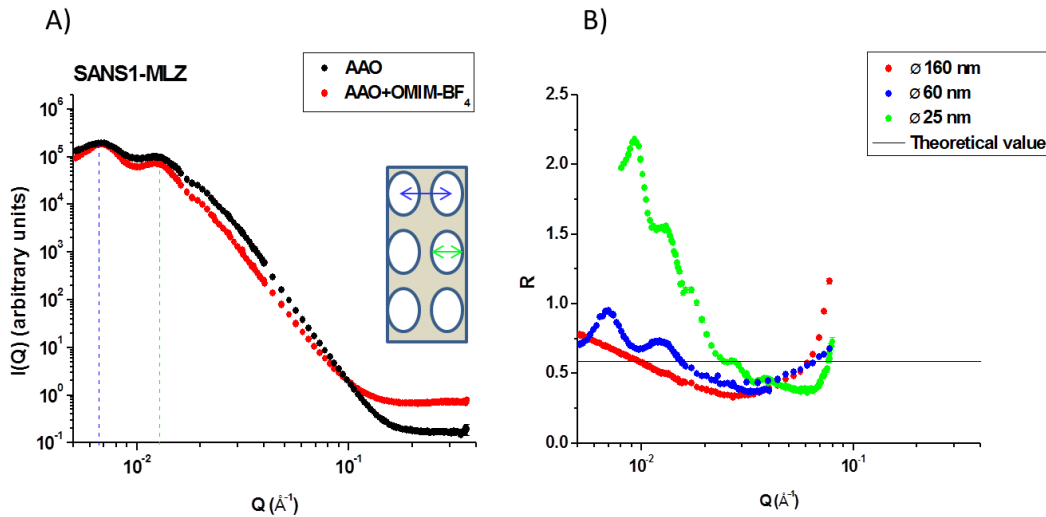 A)
SANS1-MLZ
AAO
AAO+OMIM-BF4
I(Q) (arbitrary units)
10^6
10^5
10^4
10^3
10^2
10^1
10^0
10^-1
10^-2
10^-1
Q (Å^-1)
B)
Ø 160 nm
Ø 60 nm
Ø 25 nm
Theoretical value
R
2.5
2.0
1.5
1.0
0.5
0.0
10^-2
10^-1
Q (Å^-1)